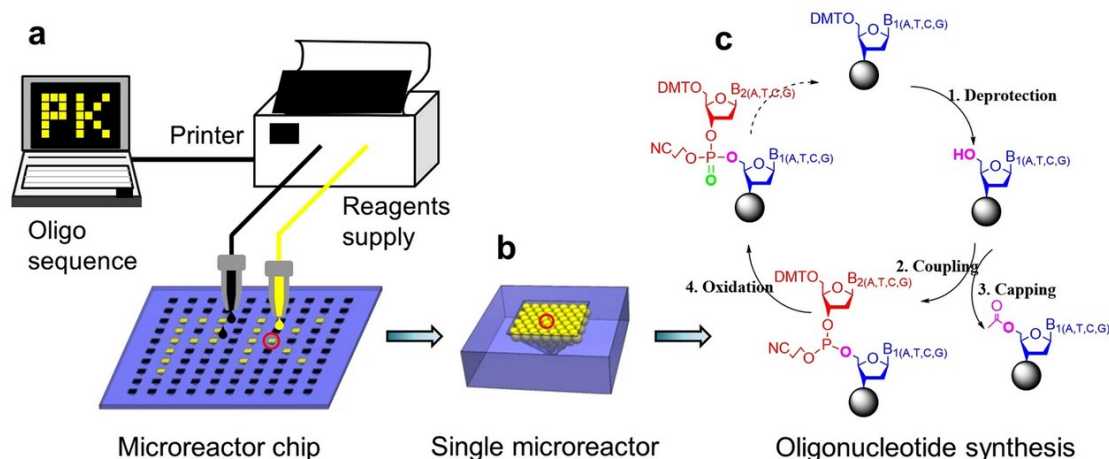 a
PK
Printer
Oligo
sequence
Reagents
supply
Microreactor chip
b
Single microreactor
c
DMTO
B1(A,T,C,G)
1. Deprotection
HO
B1(A,T,C,G)
2. Coupling
3. Capping
O
O
B1(A,T,C,G)
DMTO
B2(A,T,C,G)
O
NC
O
P
O
B1(A,T,C,G)
4. Oxidation
DMTO
B2(A,T,C,G)
O
NC
O
P
O
O
B1(A,T,C,G)
O
O
O
O
O
O
O
Oligonucleotide synthesis